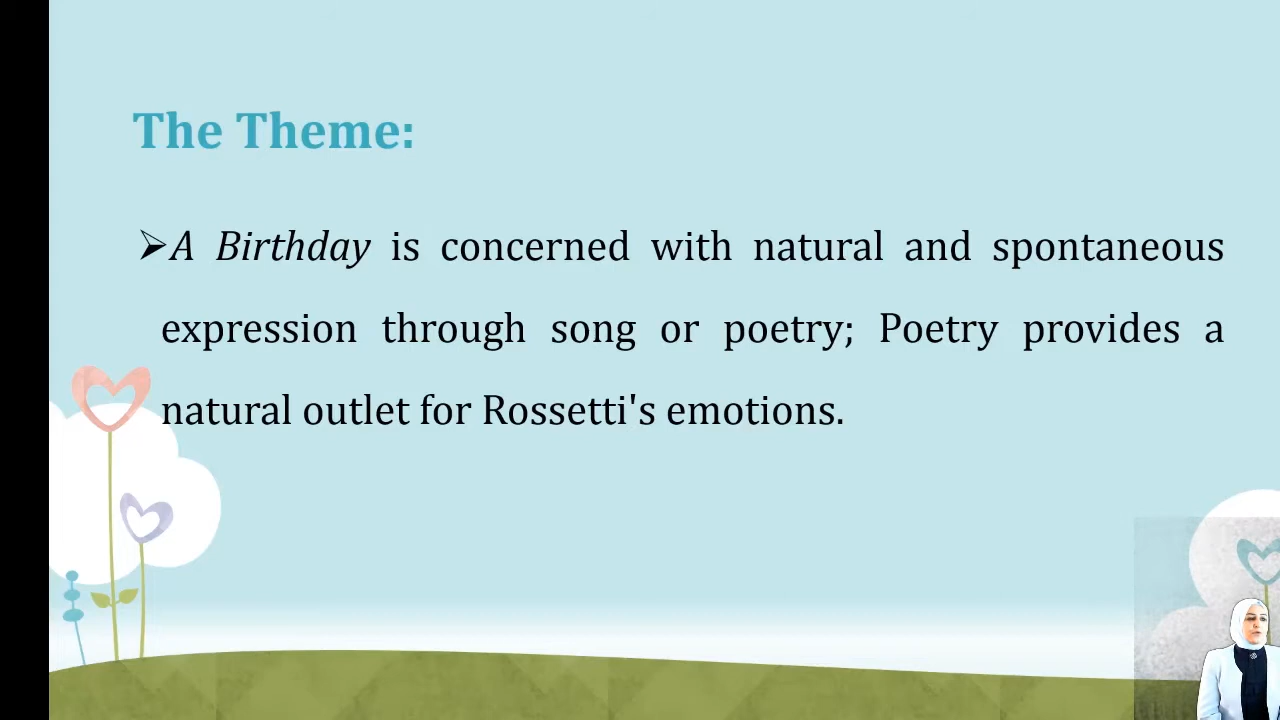 The Theme:
➢A Birthday is concerned with natural and spontaneous
expression through song or poetry; Poetry provides a
natural outlet for Rossetti's emotions.